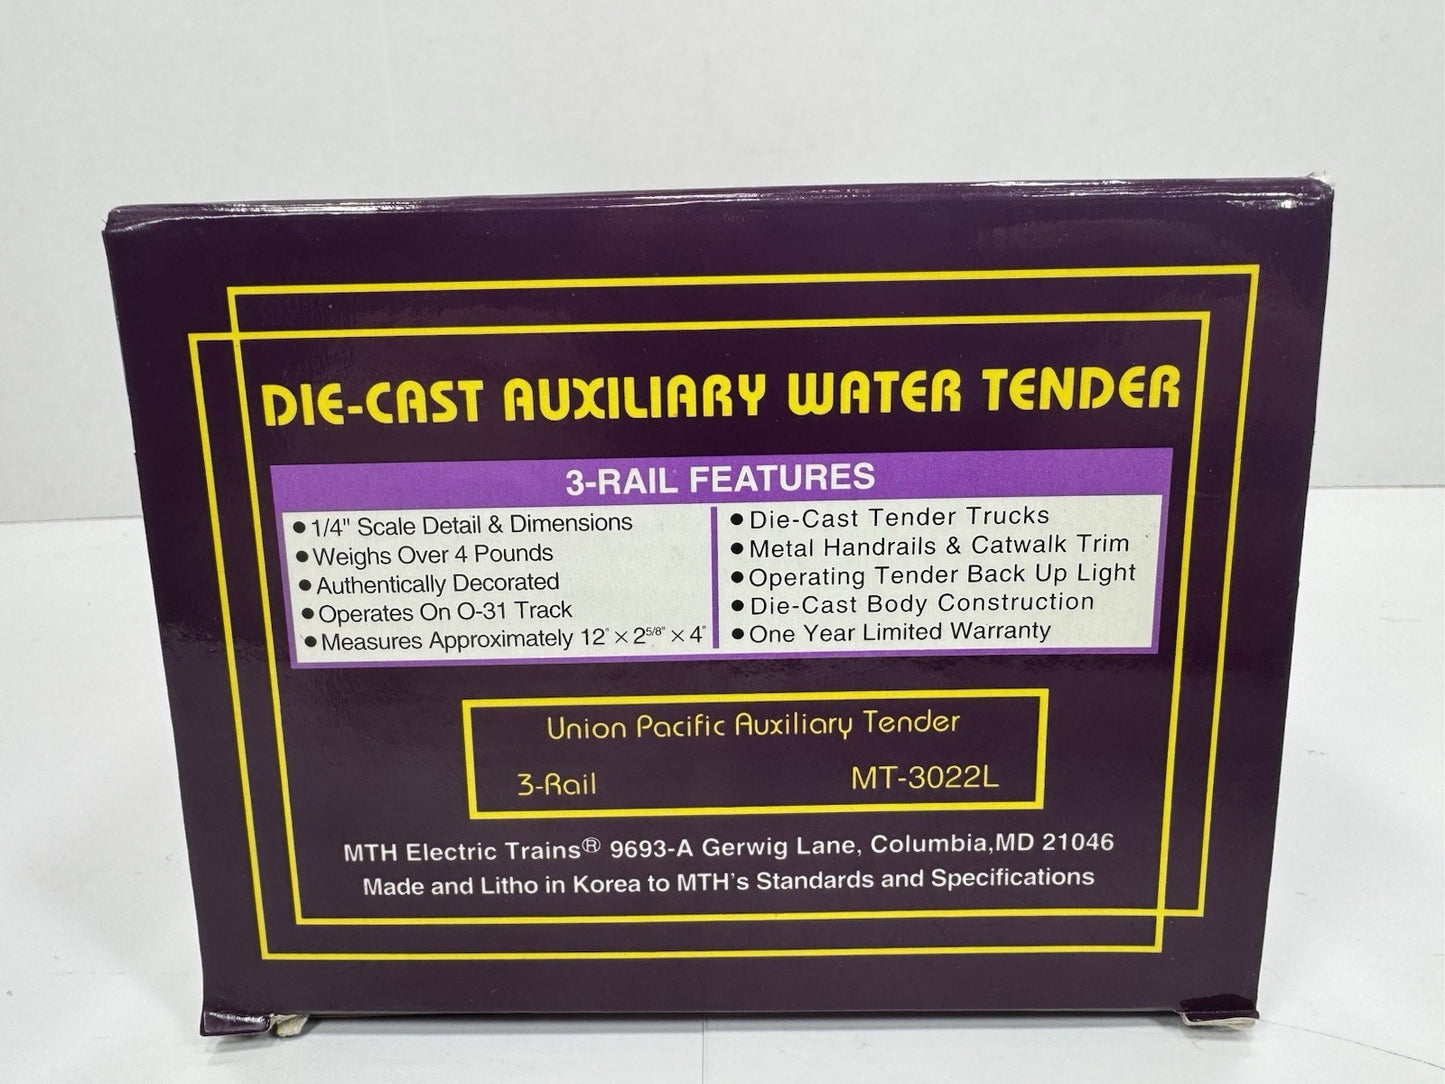 DIE-CAST AUXILIARY WATER TENDER
3-RAIL FEATURES
● 1/4" Scale Detail & Dimensions
● Weighs Over 4 Pounds
● Authentically Decorated
● Operates On O-31 Track
● Measures Approximately 12" × 2 5/8" × 4"
● Die-Cast Tender Trucks
● Metal Handrails & Catwalk Trim
● Operating Tender Back Up Light
● Die-Cast Body Construction
● One Year Limited Warranty
Union Pacific Auxiliary Tender
3-Rail MT-3022L
MTH Electric Trains® 9693-A Gerwig Lane, Columbia,MD 21046
Made and Litho in Korea to MTH's Standards and Specifications